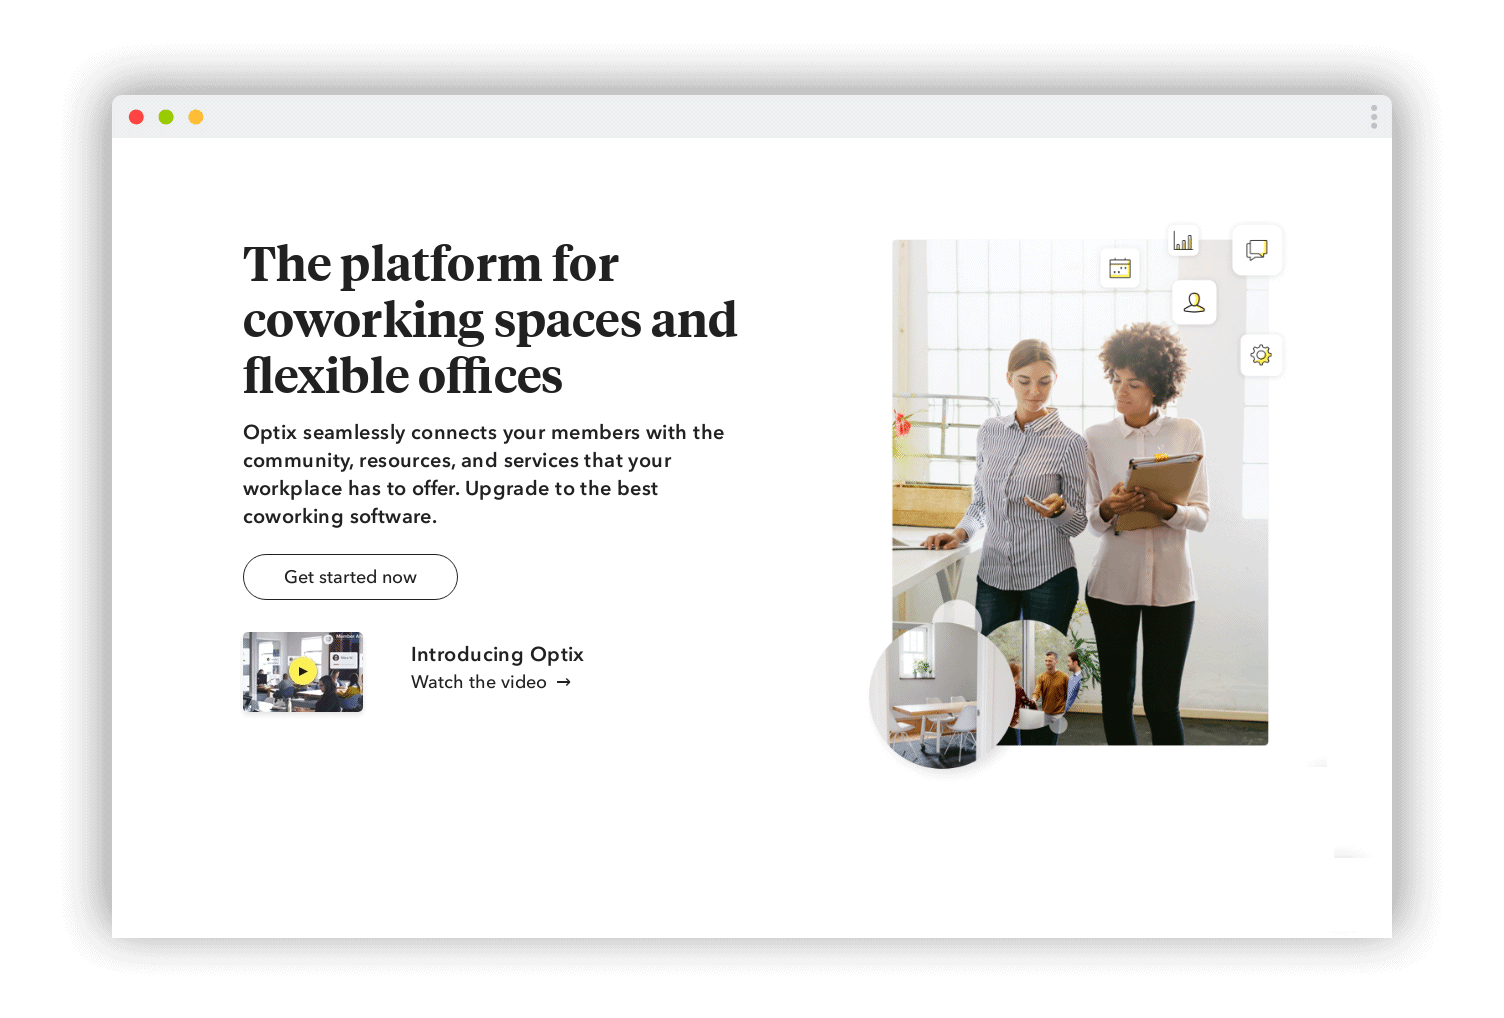 The platform for
coworking spaces and
flexible offices
Optix seamlessly connects your members with the
community, resources, and services that your
workplace has to offer. Upgrade to the best
coworking software.
Get started now
Introducing Optix
Watch the video →